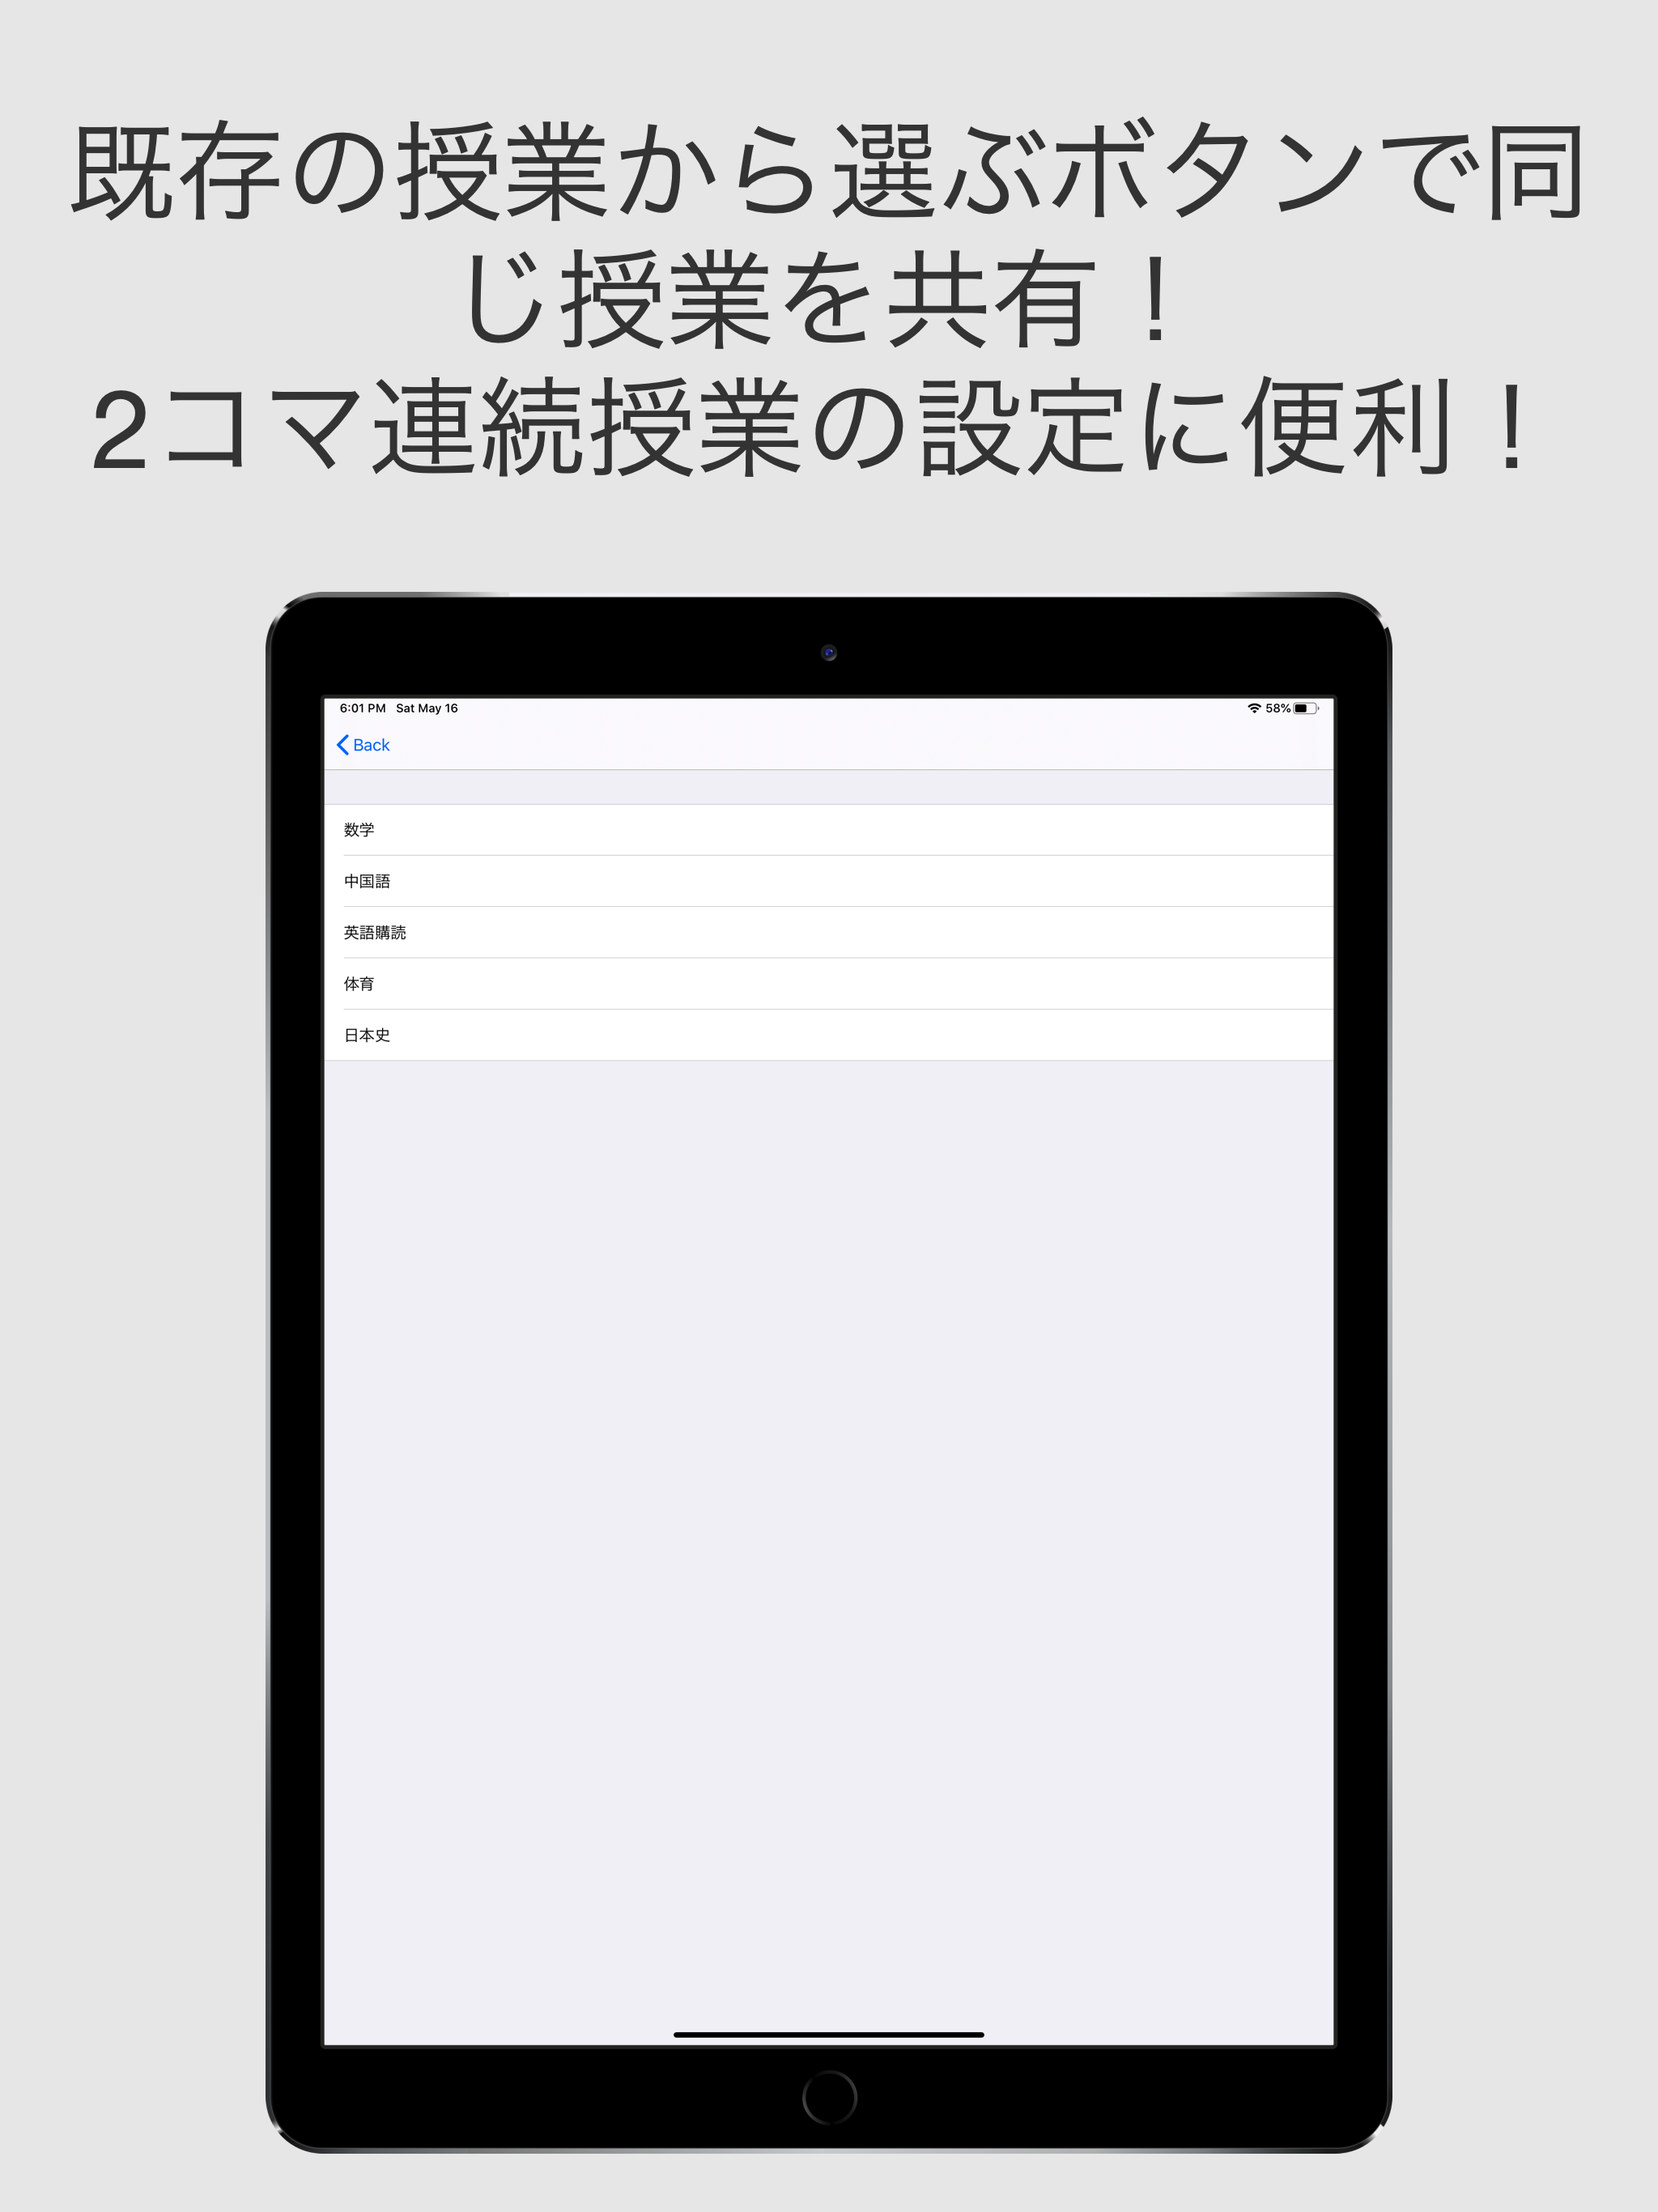 既存の授業から選ぶボタンで同
じ授業を共有！
2コマ連続授業の設定に便利！
6:01 PM Sat May 16 58%
Back
数学
中国語
英語購読
体育
日本史